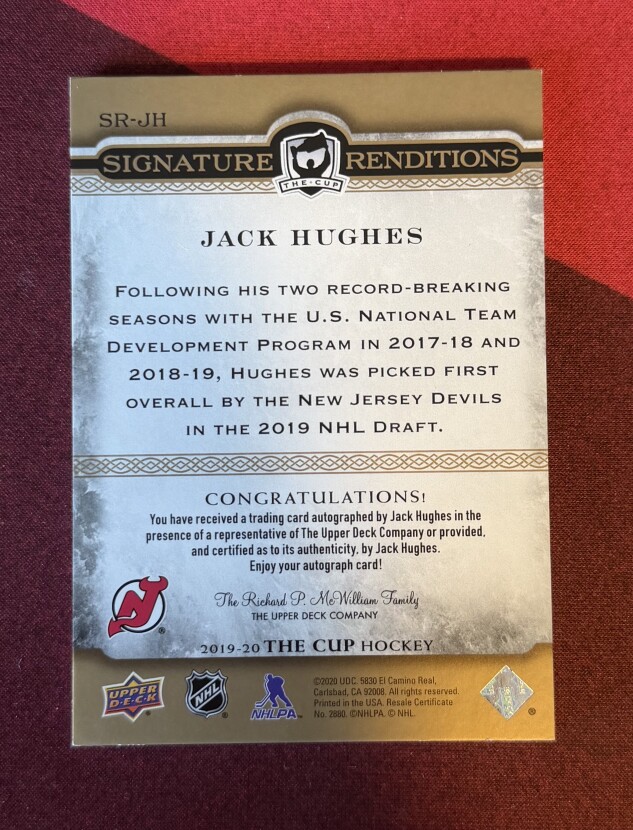 SR-JH
SIGNATURE RENDITIONS
THE•CUP
JACK HUGHES
FOLLOWING HIS TWO RECORD-BREAKING
SEASONS WITH THE U.S. NATIONAL TEAM
DEVELOPMENT PROGRAM IN 2017-18 AND
2018-19, HUGHES WAS PICKED FIRST
OVERALL BY THE NEW JERSEY DEVILS
IN THE 2019 NHL DRAFT.
CONGRATULATIONS!
You have received a trading card autographed by Jack Hughes in the
presence of a representative of The Upper Deck Company or provided,
and certified as to its authenticity, by Jack Hughes.
Enjoy your autograph card!
The Richard P. McWilliam Family
THE UPPER DECK COMPANY
2019-20 THE CUP HOCKEY
UPPER
D·E·C·K
NHL
NHLPA
©2020 UDC. 5830 El Camino Real,
Carlsbad, CA 92008. All rights reserved.
Printed in the USA. Resale Certificate
No. 2880. ©NHLPA. © NHL.